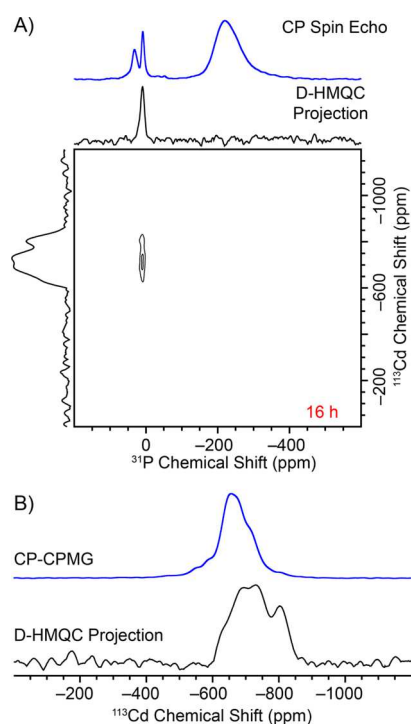 A)
CP Spin Echo
D-HMQC
Projection
−1000
−600
−200
¹¹³Cd Chemical Shift (ppm)
16 h
0 −200 −400
³¹P Chemical Shift (ppm)
B)
CP-CPMG
D-HMQC Projection
−200 −400 −600 −800 −1000
¹¹³Cd Chemical Shift (ppm)